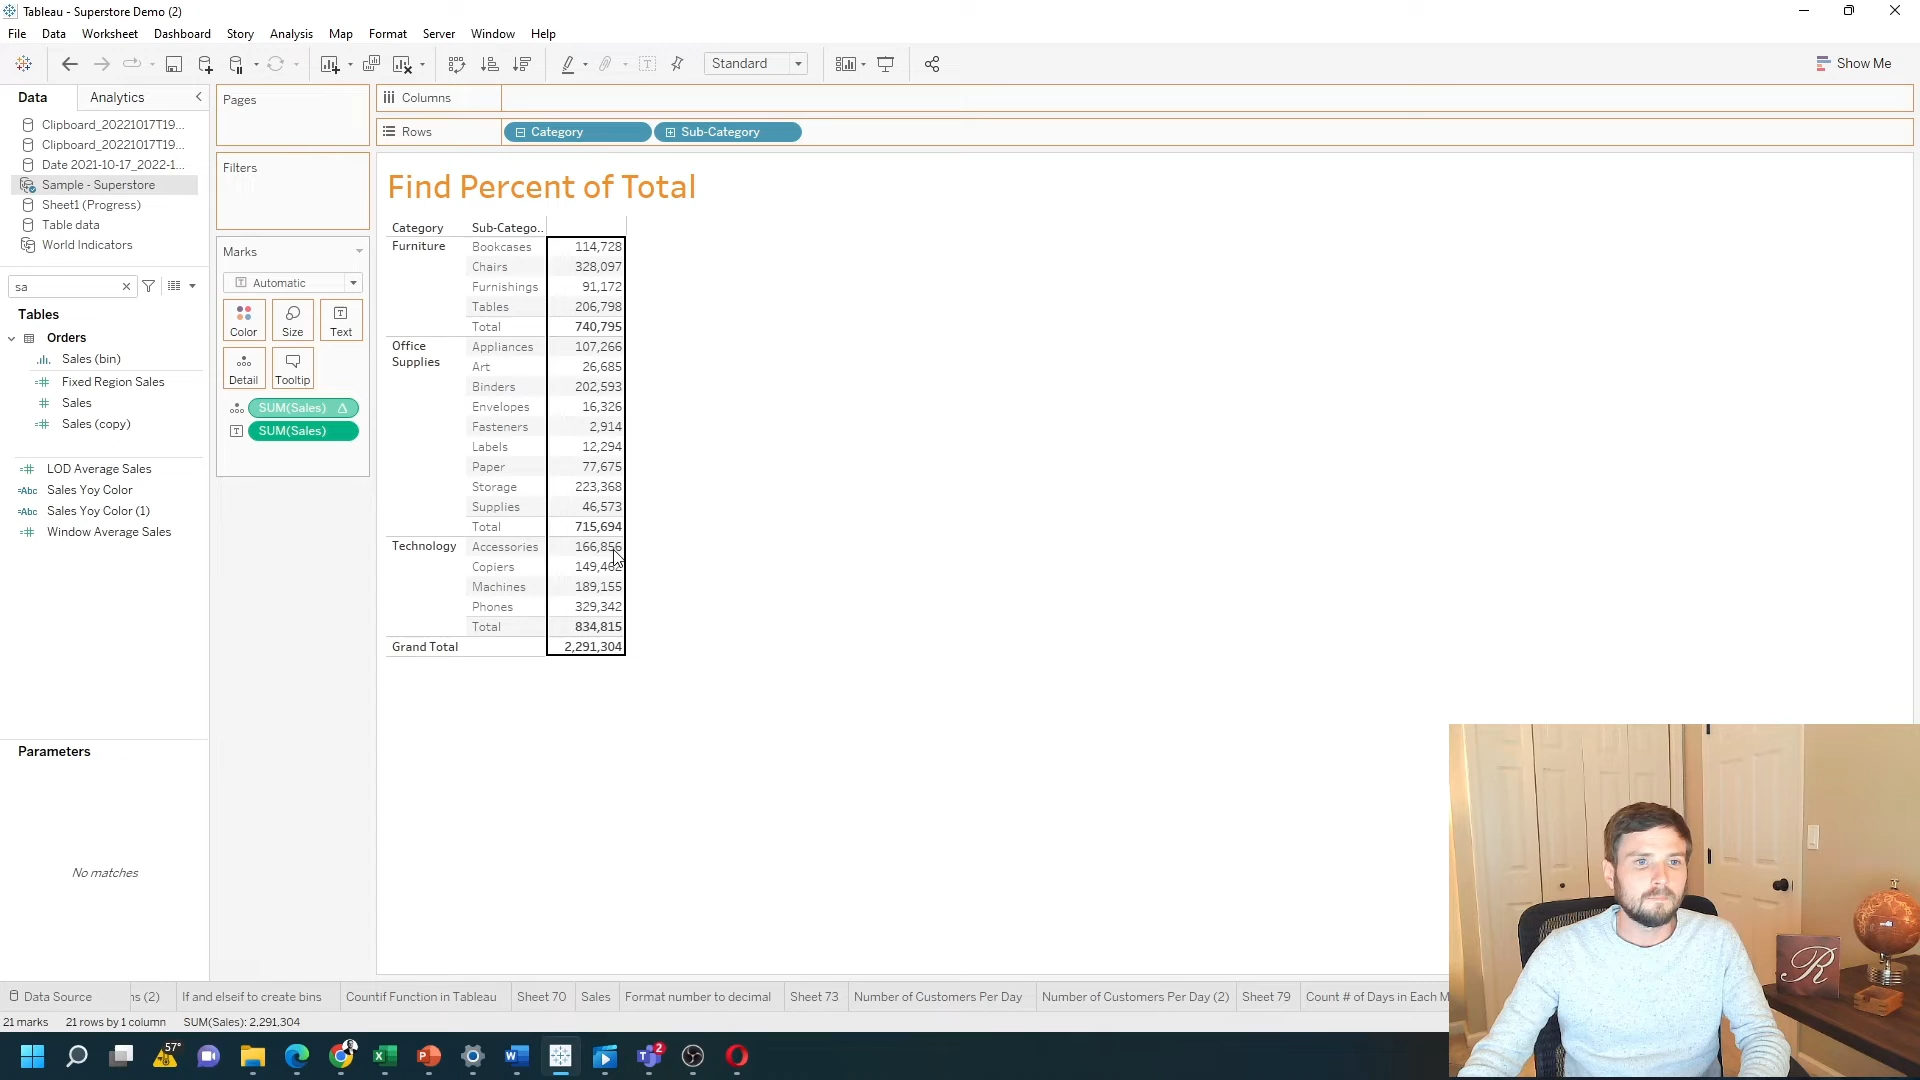 Tableau - Superstore Demo (2)
File Data Worksheet Dashboard Story Analysis Map Format Server Window Help
Standard
Show Me
Data Analytics
Clipboard_20221017T19...
Clipboard_20221017T19...
Date 2021-10-17_2022-1...
Sample - Superstore
Sheet1 (Progress)
Table data
World Indicators
sa
Tables
Orders
Sales (bin)
Fixed Region Sales
Sales
Sales (copy)
LOD Average Sales
Abc Sales Yoy Color
Abc Sales Yoy Color (1)
Window Average Sales
Parameters
No matches
Pages
Filters
Marks
Automatic
Color Size Text
Detail Tooltip
SUM(Sales)
SUM(Sales)
Columns
Rows Category Sub-Category
Find Percent of Total
Category Sub-Catego..
Furniture Bookcases 114,728
Chairs 328,097
Furnishings 91,172
Tables 206,798
Total 740,795
Office Supplies Appliances 107,266
Art 26,685
Binders 202,593
Envelopes 16,326
Fasteners 2,914
Labels 12,294
Paper 77,675
Storage 223,368
Supplies 46,573
Total 715,694
Technology Accessories 166,856
Copiers
Machines 189,155
Phones 329,342
Total 834,815
Grand Total 2,291,304
R
Data Source ns (2) If and elseif to create bins Countif Function in Tableau Sheet 70 Sales Format number to decimal Sheet 73 Number of Customers Per Day Number of Customers Per Day (2) Sheet 79 Count # of Days in Each M
21 marks 21 rows by 1 column SUM(Sales): 2,291,304
57°
2